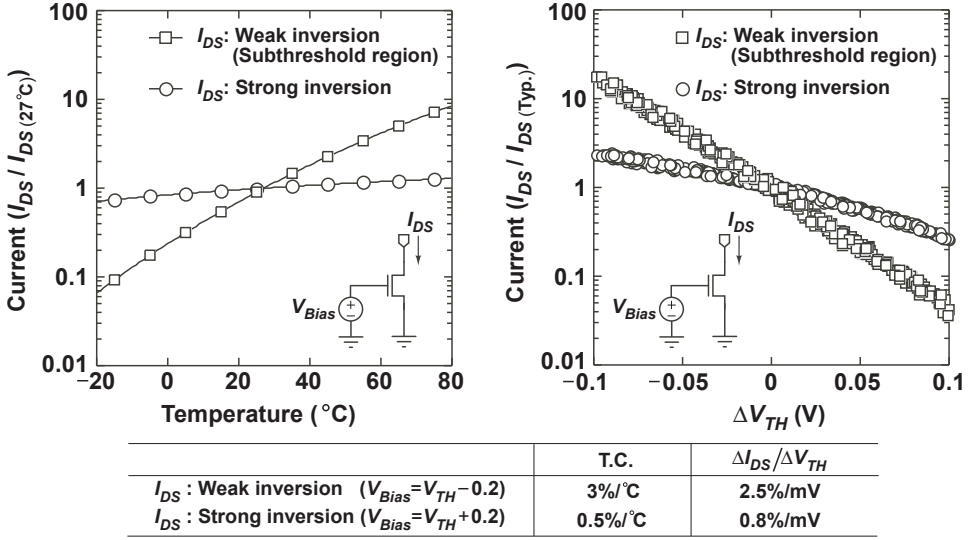 100
10
1
0.1
0.01
−20
0
20
40
60
80
Current (I_DS / I_DS (27°C))
Temperature (°C)
I_DS: Weak inversion
(Subthreshold region)
I_DS: Strong inversion
I_DS
V_Bias
+
−
100
10
1
0.1
0.01
−0.1
−0.05
0
0.05
0.1
Current (I_DS / I_DS (Typ.))
ΔV_TH (V)
I_DS: Weak inversion
(Subthreshold region)
I_DS: Strong inversion
I_DS
V_Bias
+
−
T.C. ΔI_DS/ΔV_TH
I_DS : Weak inversion (V_Bias=V_TH−0.2) 3%/°C 2.5%/mV
I_DS : Strong inversion (V_Bias=V_TH+0.2) 0.5%/°C 0.8%/mV